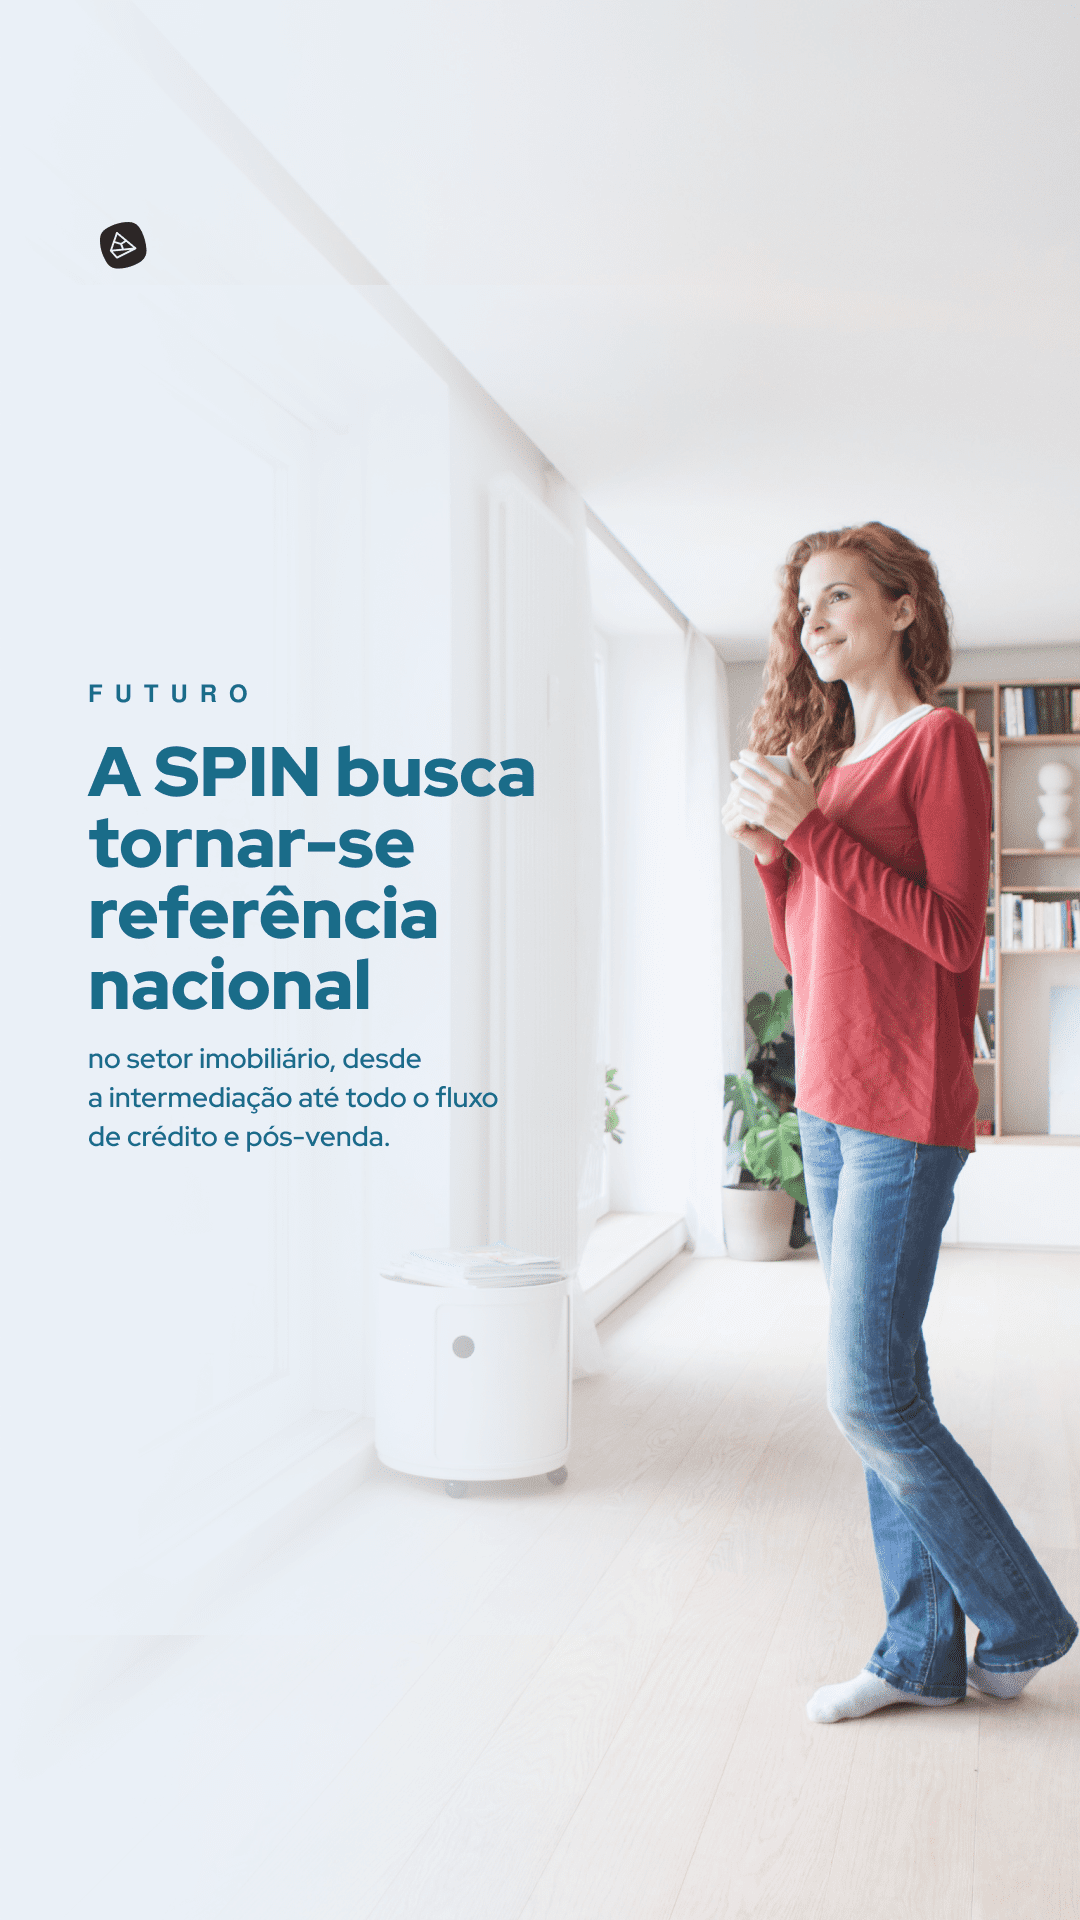 FUTURO
A SPIN busca
tornar-se
referência
nacional
no setor imobiliário, desde
a intermediação até todo o fluxo
de crédito e pós-venda.